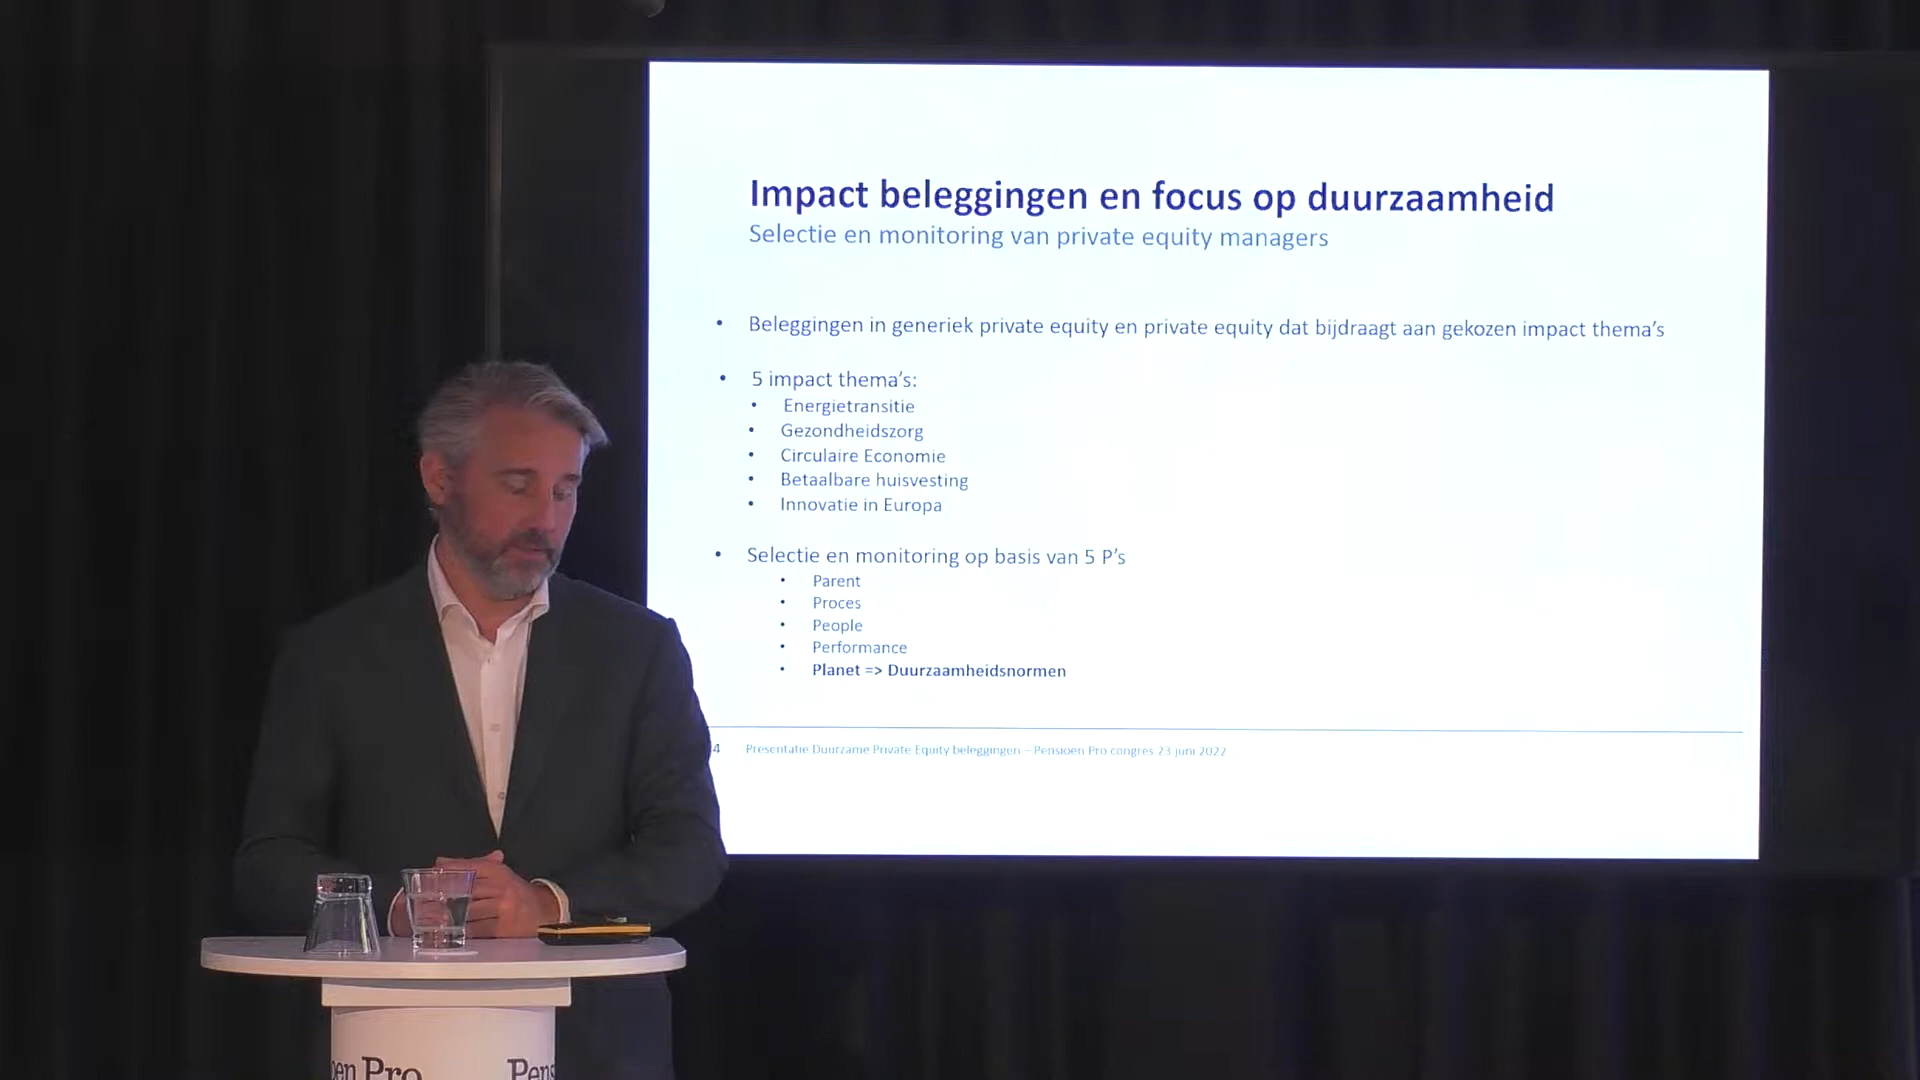 Impact beleggingen en focus op duurzaamheid
Selectie en monitoring van private equity managers
• Beleggingen in generiek private equity en private equity dat bijdraagt aan gekozen impact thema's
• 5 impact thema's:
• Energietransitie
• Gezondheidszorg
• Circulaire Economie
• Betaalbare huisvesting
• Innovatie in Europa
• Selectie en monitoring op basis van 5 P's
• Parent
• Proces
• People
• Performance
• Planet => Duurzaamheidsnormen
4 Presentatie Duurzame Private Equity beleggingen – Pensioen Pro congres 23 juni 2022
oen Pro Pens